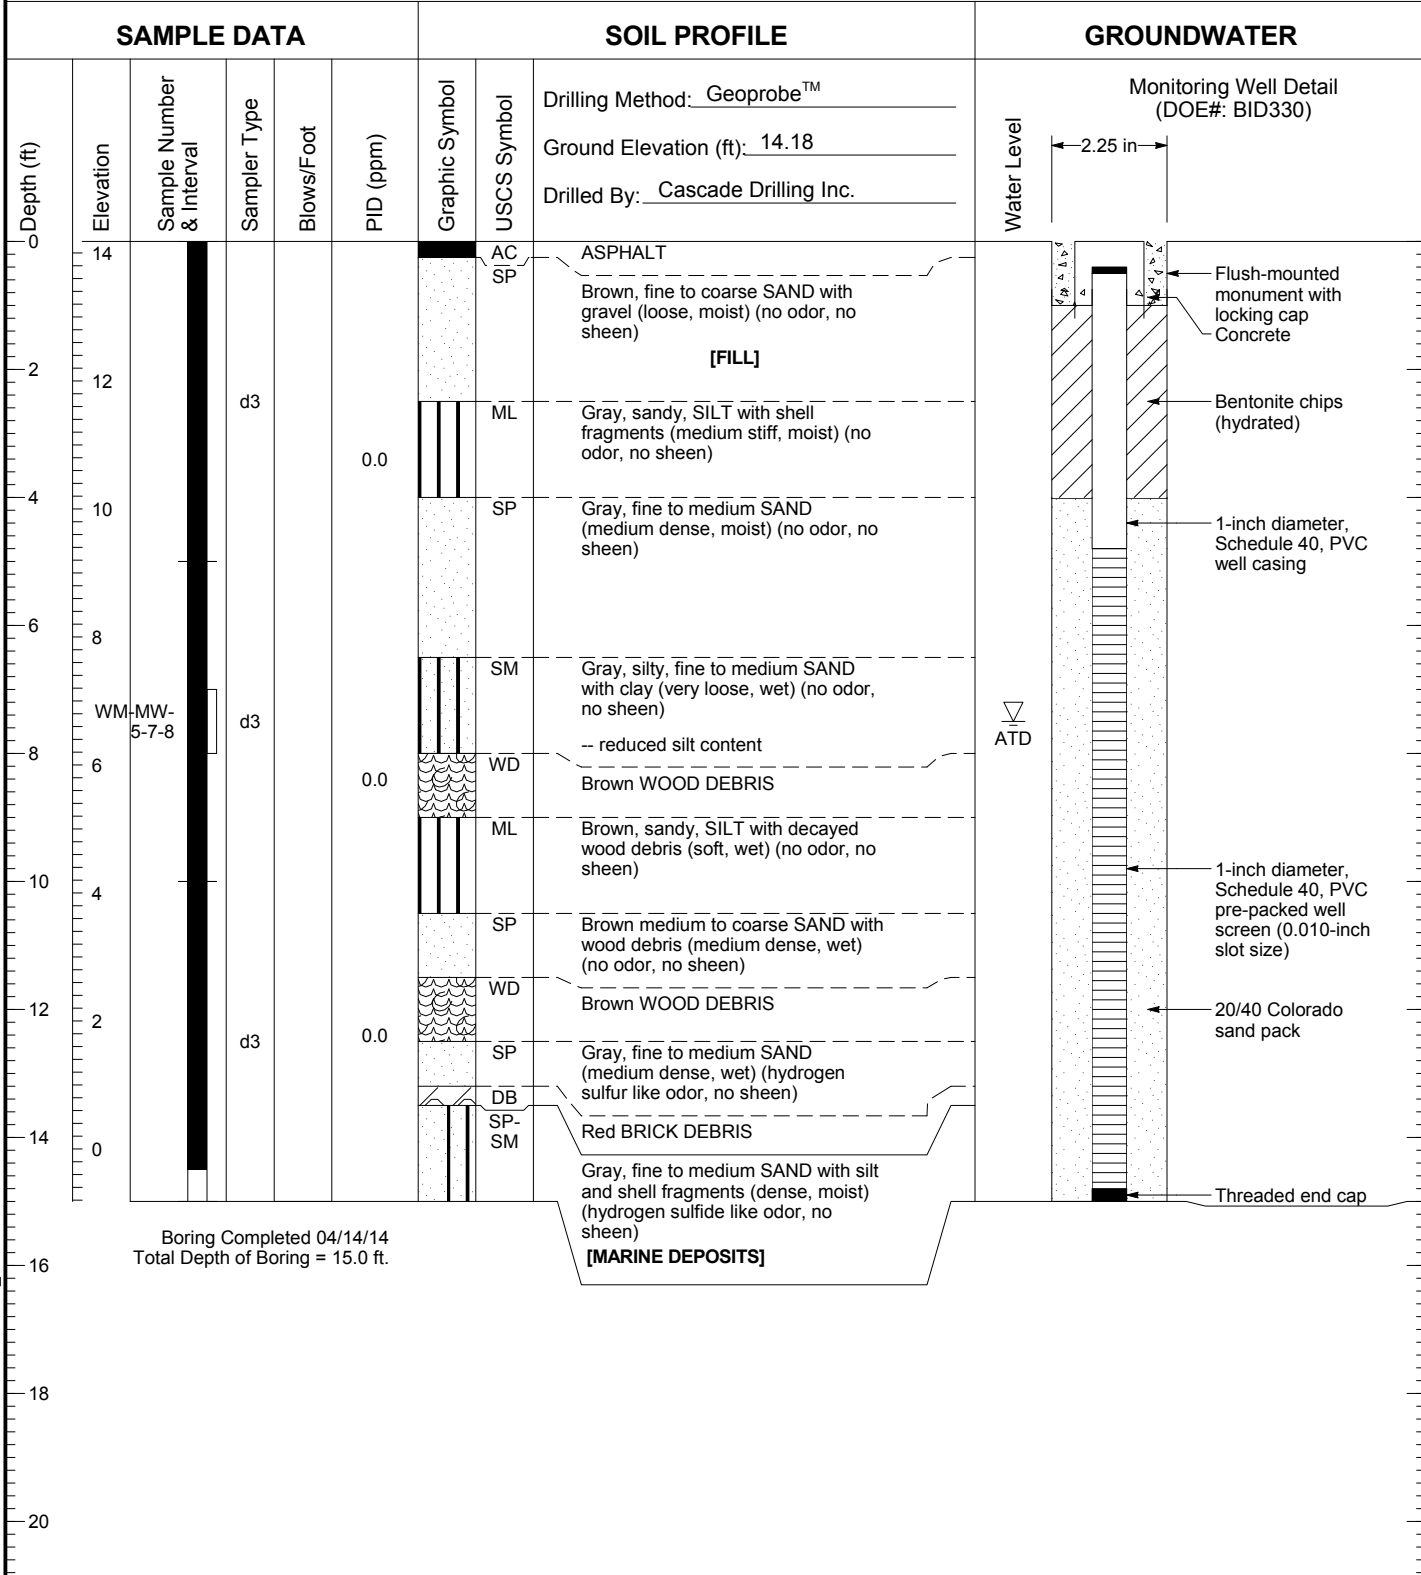 SAMPLE DATA
SOIL PROFILE
GROUNDWATER
Depth (ft)
Elevation
Sample Number
& Interval
Sampler Type
Blows/Foot
PID (ppm)
Graphic Symbol
USCS Symbol
Drilling Method: Geoprobe™
Ground Elevation (ft): 14.18
Drilled By: Cascade Drilling Inc.
Water Level
Monitoring Well Detail
(DOE#: BID330)
2.25 in
0
2
4
6
8
10
12
14
16
18
20
14
12
10
8
6
4
2
0
WM-MW-
5-7-8
d3
d3
d3
0.0
0.0
0.0
AC
SP
ML
SP
SM
WD
ML
SP
WD
SP
DB
SP-
SM
ASPHALT
Brown, fine to coarse SAND with
gravel (loose, moist) (no odor, no
sheen)
[FILL]
Gray, sandy, SILT with shell
fragments (medium stiff, moist) (no
odor, no sheen)
Gray, fine to medium SAND
(medium dense, moist) (no odor, no
sheen)
Gray, silty, fine to medium SAND
with clay (very loose, wet) (no odor,
no sheen)
-- reduced silt content
Brown WOOD DEBRIS
Brown, sandy, SILT with decayed
wood debris (soft, wet) (no odor, no
sheen)
Brown medium to coarse SAND with
wood debris (medium dense, wet)
(no odor, no sheen)
Brown WOOD DEBRIS
Gray, fine to medium SAND
(medium dense, wet) (hydrogen
sulfur like odor, no sheen)
Red BRICK DEBRIS
Gray, fine to medium SAND with silt
and shell fragments (dense, moist)
(hydrogen sulfide like odor, no
sheen)
[MARINE DEPOSITS]
ATD
Flush-mounted
monument with
locking cap
Concrete
Bentonite chips
(hydrated)
1-inch diameter,
Schedule 40, PVC
well casing
1-inch diameter,
Schedule 40, PVC
pre-packed well
screen (0.010-inch
slot size)
20/40 Colorado
sand pack
Threaded end cap
Boring Completed 04/14/14
Total Depth of Boring = 15.0 ft.